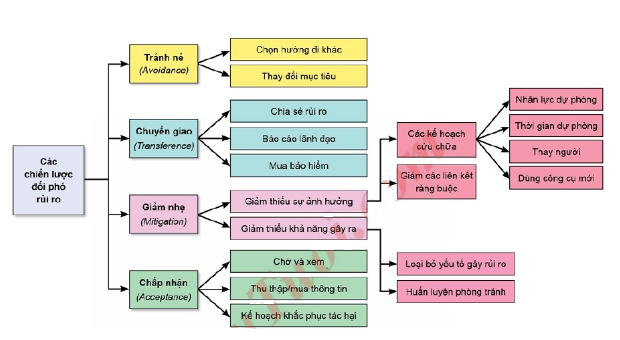 Các
chiến lược
đối phó
rủi ro
Tránh né
(Avoidance)
Chọn hướng đi khác
Thay đổi mục tiêu
Chuyển giao
(Transference)
Chia sẻ rủi ro
Báo cáo lãnh đạo
Mua bảo hiểm
Giảm nhẹ
(Mitigation)
Giảm thiểu sự ảnh hưởng
Giảm thiểu khả năng gây ra
Chấp nhận
(Acceptance)
Chờ và xem
Thu thập/mua thông tin
Kế hoạch khắc phục tác hại
Các kế hoạch
cứu chữa
Giảm các liên kết
ràng buộc
Nhân lực dự phòng
Thời gian dự phòng
Thay người
Dùng công cụ mới
Loại bỏ yếu tố gây rủi ro
Huấn luyện phòng tránh